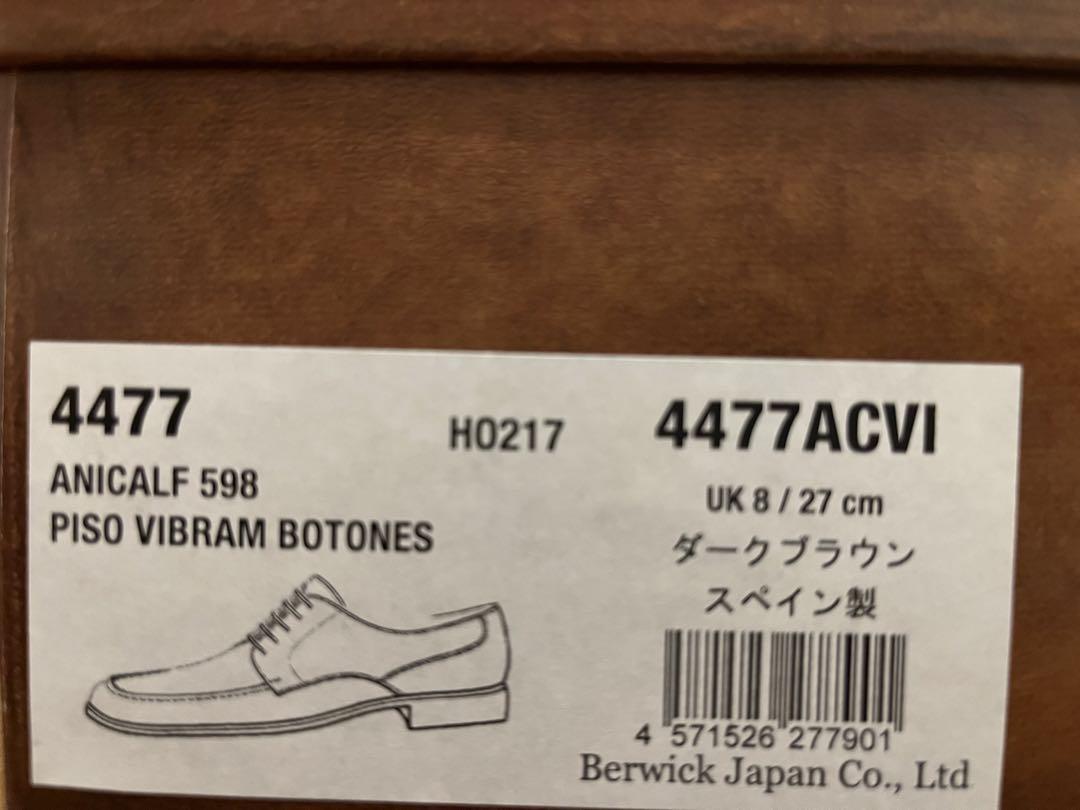 4477
ANICALF 598
PISO VIBRAM BOTONES
HO217
4477ACVI
UK 8 / 27 cm
ダークブラウン
スペイン製
4 571526 277901
Berwick Japan Co., Ltd